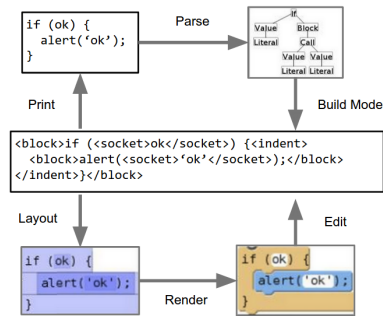 if (ok) {
alert(‘ok’);
}
Parse
If
Value Block
Literal Call
Value Value
Literal Literal
Print
Build Mode
<block>if (<socket>ok</socket>) {<indent>
<block>alert(<socket>‘ok’</socket>);</block>
</indent>}</block>
Layout
Edit
if (ok) {
alert('ok');
}
Render
if (ok) {
alert('ok');
}